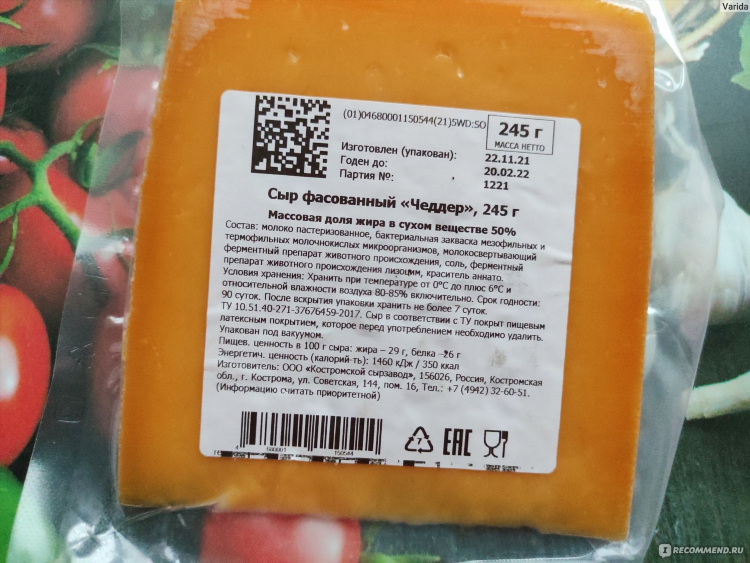 Varida
(01)04680001150544(21)5WD:SO
245 г
МАССА НЕТТО
Изготовлен (упакован): 22.11.21
Годен до: 20.02.22
Партия №: 1221
Сыр фасованный «Чеддер», 245 г
Массовая доля жира в сухом веществе 50%
Состав: молоко пастеризованное, бактериальная закваска мезофильных и
термофильных молочнокислых микроорганизмов, молокосвертывающий
ферментный препарат животного происхождения, соль, ферментный
препарат животного происхождения лизоцим, краситель аннато.
Условия хранения: Хранить при температуре от 0°С до плюс 6°С и
относительной влажности воздуха 80-85% включительно. Срок годности:
90 суток. После вскрытия упаковки хранить не более 7 суток.
ТУ 10.51.40-271-37676459-2017. Сыр в соответствии с ТУ покрыт пищевым
латексным покрытием, которое перед употреблением необходимо удалить.
Упакован под вакуумом.
Пищев. ценность в 100 г сыра: жира – 29 г, белка -26 г
Энергетич. ценность (калорий-ть): 1460 кДж / 350 ккал
Изготовитель: ООО «Костромской сырзавод», 156026, Россия, Костромская
обл., г. Кострома, ул. Советская, 144, пом. 16, Тел.: +7 (4942) 32-60-51.
(Информацию считать приоритетной)
4 680001 150544
7
EAC
IRECOMMEND.RU